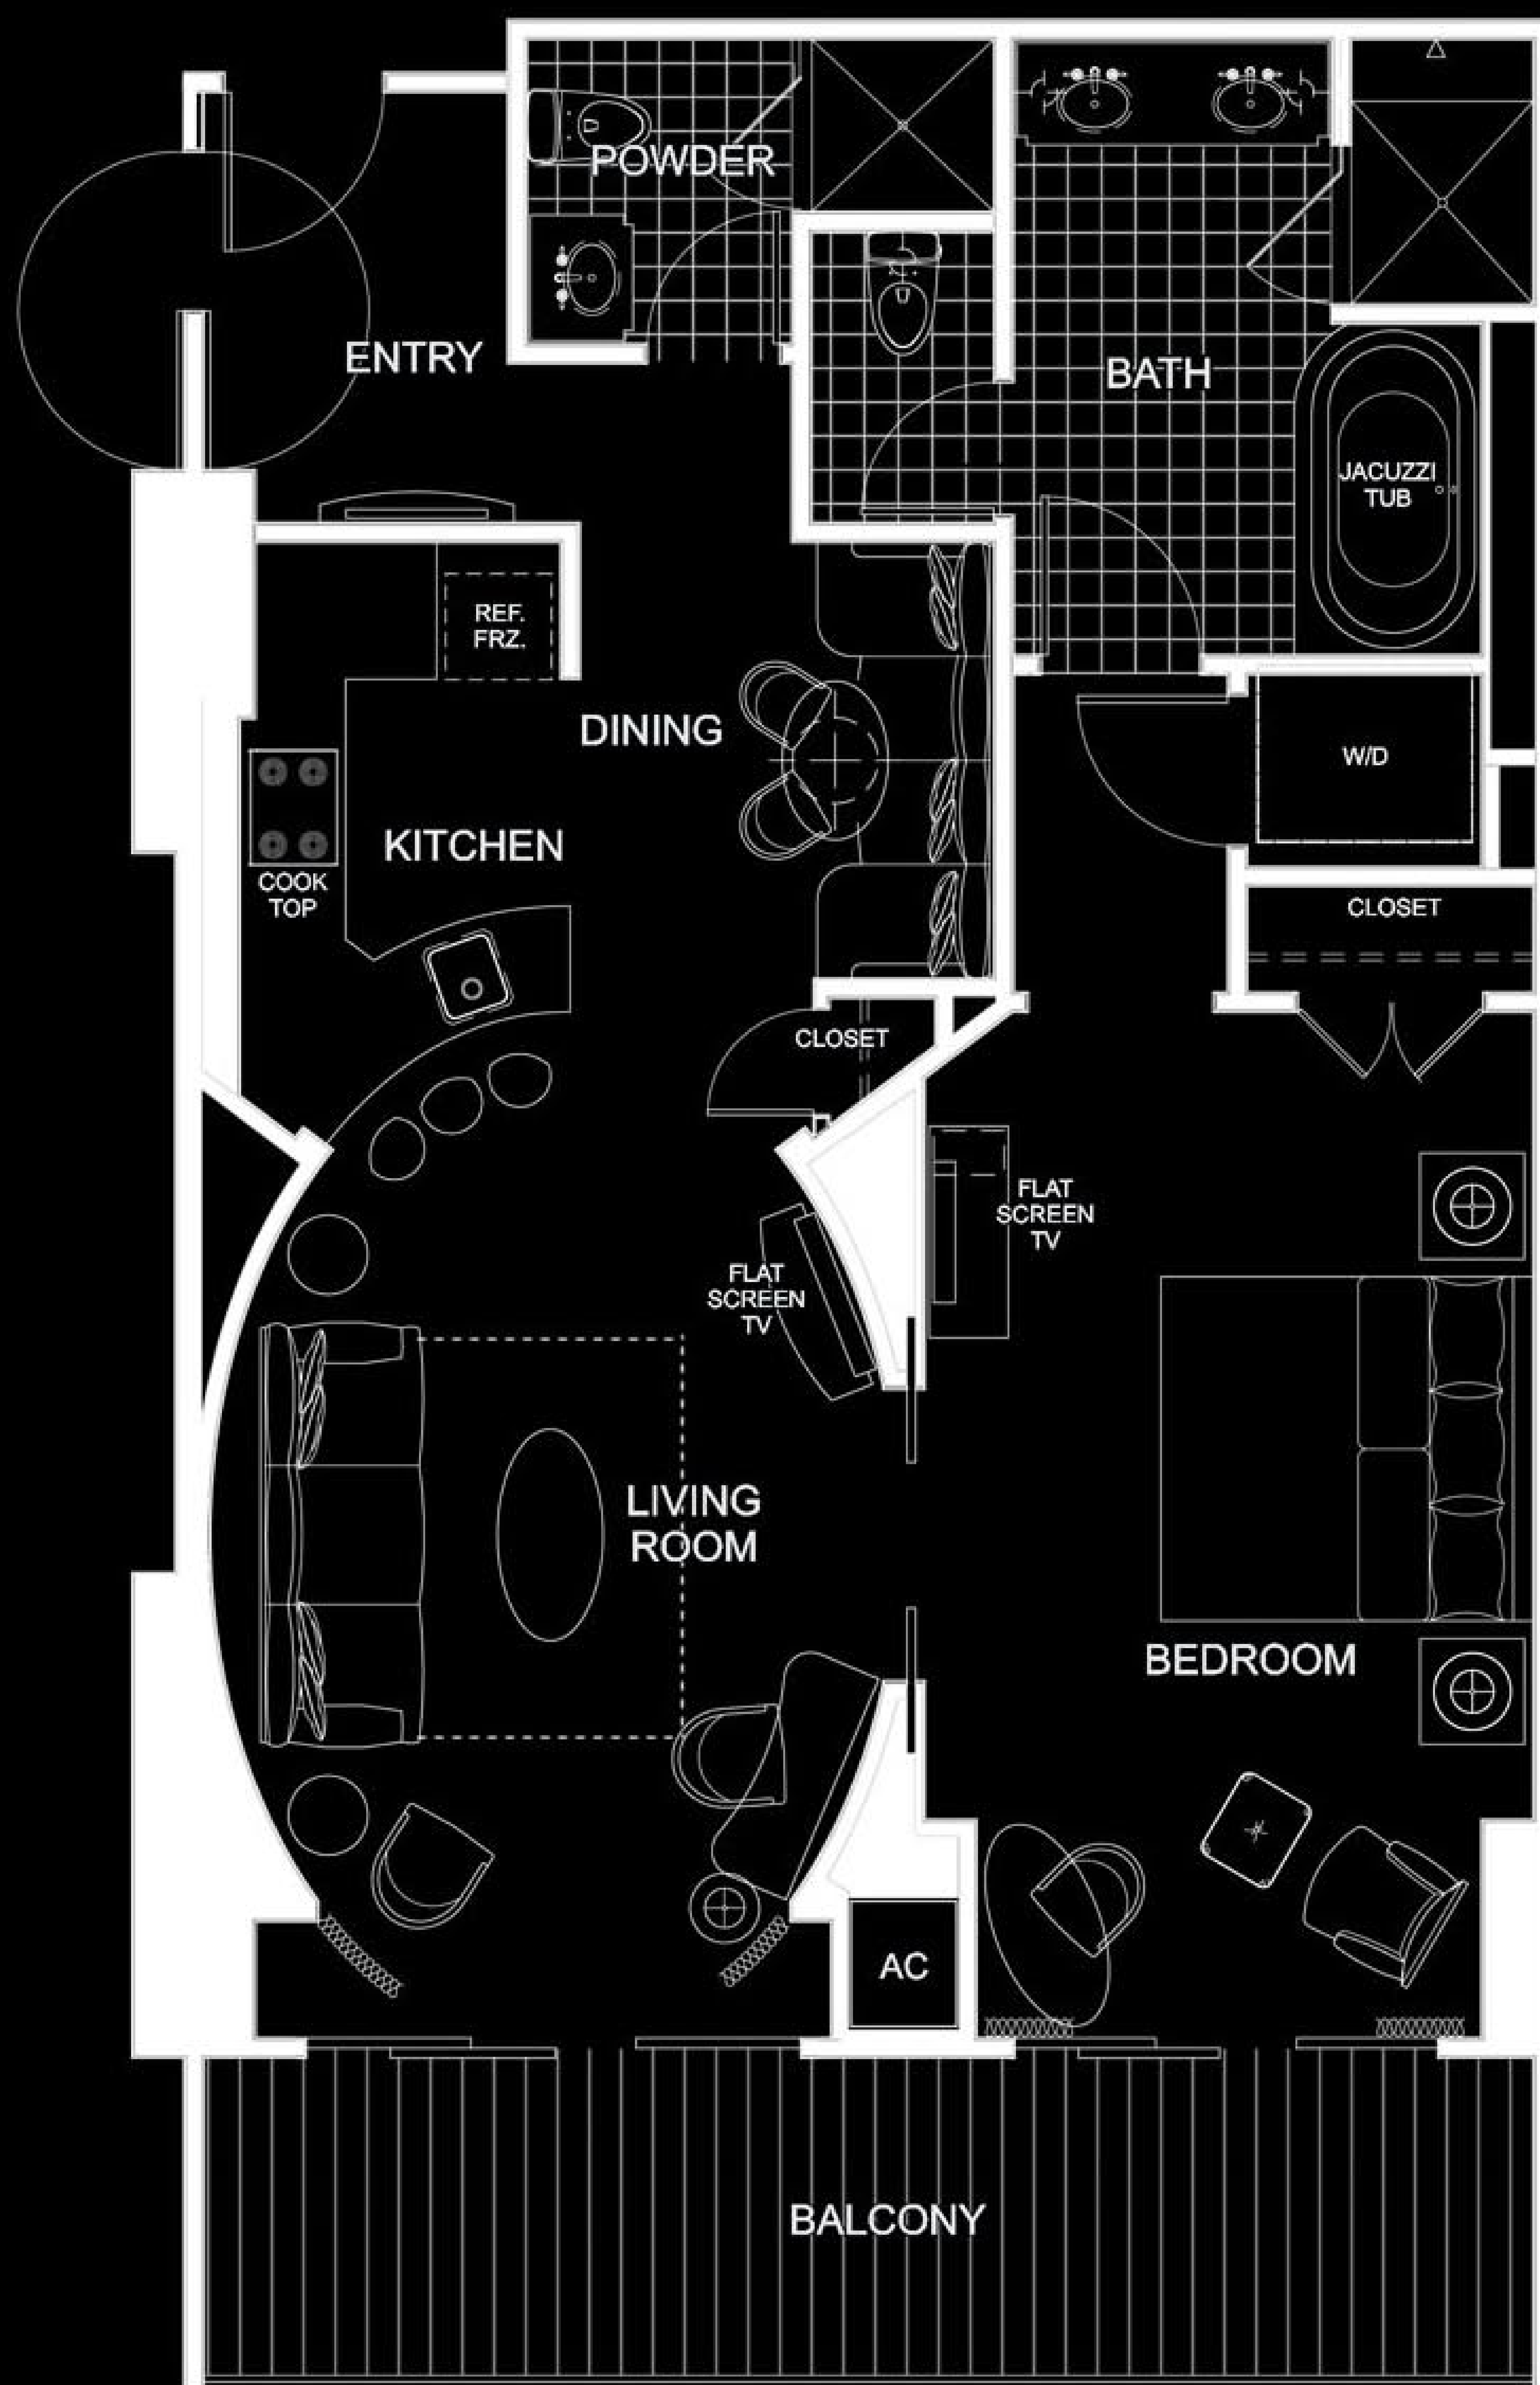 POWDER
ENTRY
BATH
JACUZZI
TUB
REF.
FRZ.
DINING
W/D
KITCHEN
COOK
TOP
CLOSET
CLOSET
FLAT
SCREEN
TV
FLAT
SCREEN
TV
LIVING
ROOM
BEDROOM
AC
BALCONY